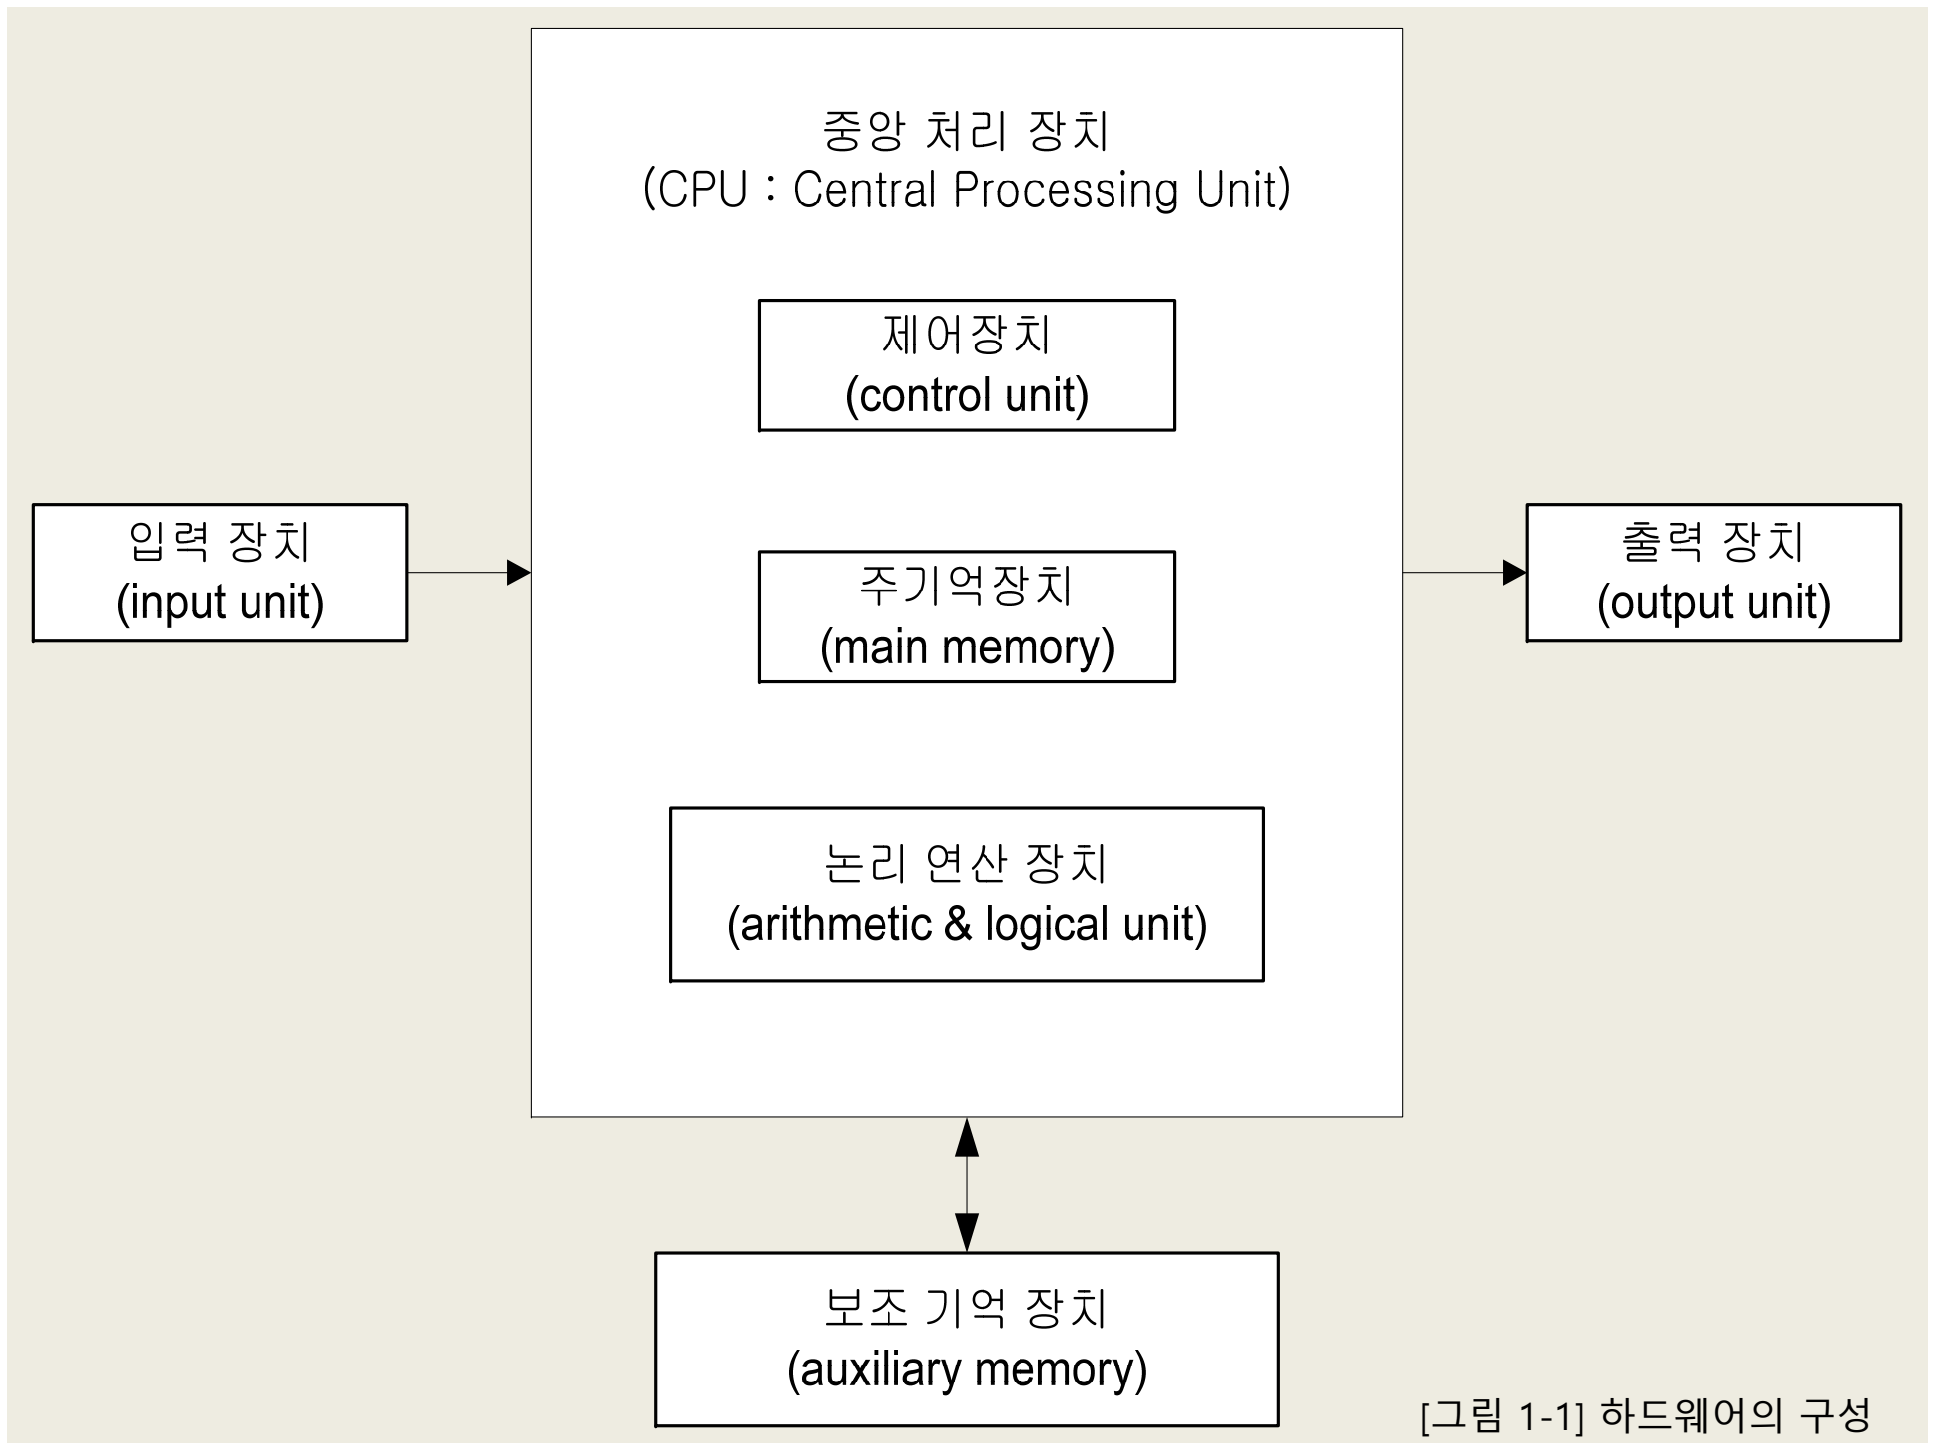 중앙 처리 장치
(CPU : Central Processing Unit)
제어장치
(control unit)
입력 장치
(input unit)
주기억장치
(main memory)
출력 장치
(output unit)
논리 연산 장치
(arithmetic & logical unit)
보조 기억 장치
(auxiliary memory)
[그림 1-1] 하드웨어의 구성